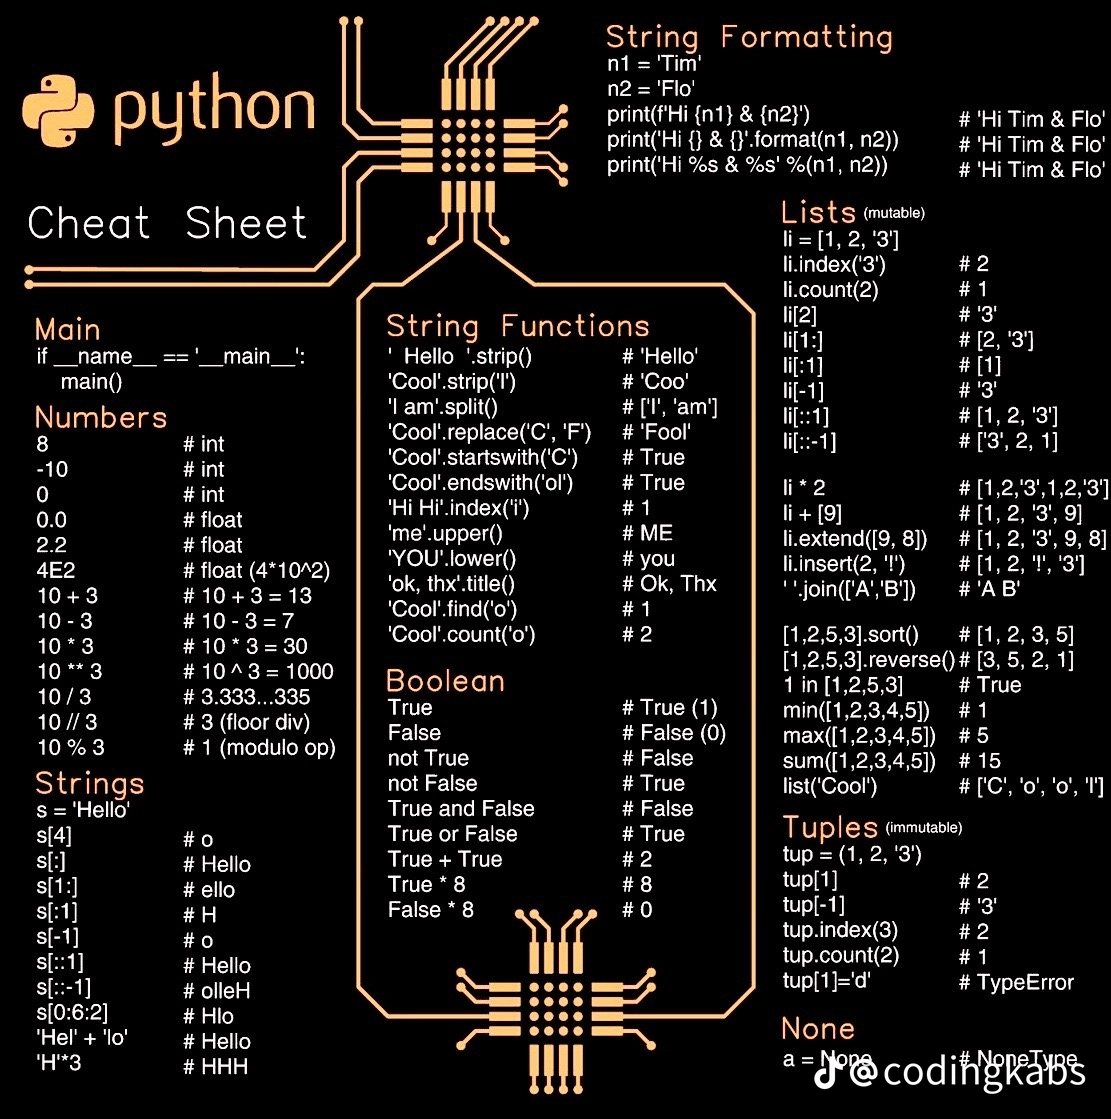 python
Cheat Sheet
Main
if __name__ == '__main__':
main()
Numbers
8 # int
-10 # int
0 # int
0.0 # float
2.2 # float
4E2 # float (4*10^2)
10 + 3 # 10 + 3 = 13
10 - 3 # 10 - 3 = 7
10 * 3 # 10 * 3 = 30
10 ** 3 # 10 ^ 3 = 1000
10 / 3 # 3.333...335
10 // 3 # 3 (floor div)
10 % 3 # 1 (modulo op)
Strings
s = 'Hello'
s[4] # o
s[:] # Hello
s[1:] # ello
s[:1] # H
s[-1] # o
s[::1] # Hello
s[::-1] # olleH
s[0:6:2] # Hlo
'Hel' + 'lo' # Hello
'H'*3 # HHH
String Functions
' Hello '.strip() # 'Hello'
'Cool'.strip('l') # 'Coo'
'I am'.split() # ['I', 'am']
'Cool'.replace('C', 'F') # 'Fool'
'Cool'.startswith('C') # True
'Cool'.endswith('ol') # True
'Hi Hi'.index('i') # 1
'me'.upper() # ME
'YOU'.lower() # you
'ok, thx'.title() # Ok, Thx
'Cool'.find('o') # 1
'Cool'.count('o') # 2
Boolean
True # True (1)
False # False (0)
not True # False
not False # True
True and False # False
True or False # True
True + True # 2
True * 8 # 8
False * 8 # 0
String Formatting
n1 = 'Tim'
n2 = 'Flo'
print(f'Hi {n1} & {n2}') # 'Hi Tim & Flo'
print('Hi {} & {}'.format(n1, n2)) # 'Hi Tim & Flo'
print('Hi %s & %s' %(n1, n2)) # 'Hi Tim & Flo'
Lists (mutable)
li = [1, 2, '3']
li.index('3') # 2
li.count(2) # 1
li[2] # '3'
li[1:] # [2, '3']
li[:1] # [1]
li[-1] # '3'
li[::1] # [1, 2, '3']
li[::-1] # ['3', 2, 1]
li * 2 # [1,2,'3',1,2,'3']
li + [9] # [1, 2, '3', 9]
li.extend([9, 8]) # [1, 2, '3', 9, 8]
li.insert(2, '!') # [1, 2, '!', '3']
' '.join(['A','B']) # 'A B'
[1,2,5,3].sort() # [1, 2, 3, 5]
[1,2,5,3].reverse() # [3, 5, 2, 1]
1 in [1,2,5,3] # True
min([1,2,3,4,5]) # 1
max([1,2,3,4,5]) # 5
sum([1,2,3,4,5]) # 15
list('Cool') # ['C', 'o', 'o', 'l']
Tuples (immutable)
tup = (1, 2, '3')
tup[1] # 2
tup[-1] # '3'
tup.index(3) # 2
tup.count(2) # 1
tup[1]='d' # TypeError
None
a = None # NoneType
@codingkabs